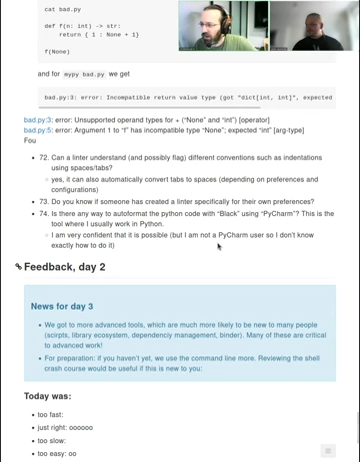 cat bad.py
def f(n: int) -> str:
return { 1 : None + 1}
f(None)
and for mypy bad.py we get
bad.py:3: error: Incompatible return value type (got "dict[int, int]", expected
bad.py:3: error: Unsupported operand types for + (“None” and “int”) [operator]
bad.py:5: error: Argument 1 to “f” has incompatible type “None”; expected “int” [arg-type]
Fou
72. Can a linter understand (and possibly flag) different conventions such as indentations
using spaces/tabs?
yes, it can also automatically convert tabs to spaces (depending on preferences and
configurations)
73. Do you know if someone has created a linter specifically for their own preferences?
74. Is there any way to autoformat the python code with “Black” using “PyCharm”? This is the
tool where I usually work in Python.
I am very confident that it is possible (but I am not a PyCharm user so I don’t know
exactly how to do it)
Feedback, day 2
News for day 3
We got to more advanced tools, which are much more likely to be new to many people
(scirpts, library ecosystem, dependenciy management, binder). Many of these are critical
to advanced work!
For preparation: if you haven’t yet, we use the command line more. Reviewing the shell
crash course would be useful if this is new to you:
Today was:
too fast:
just right: oooooo
too slow:
too easy: oo